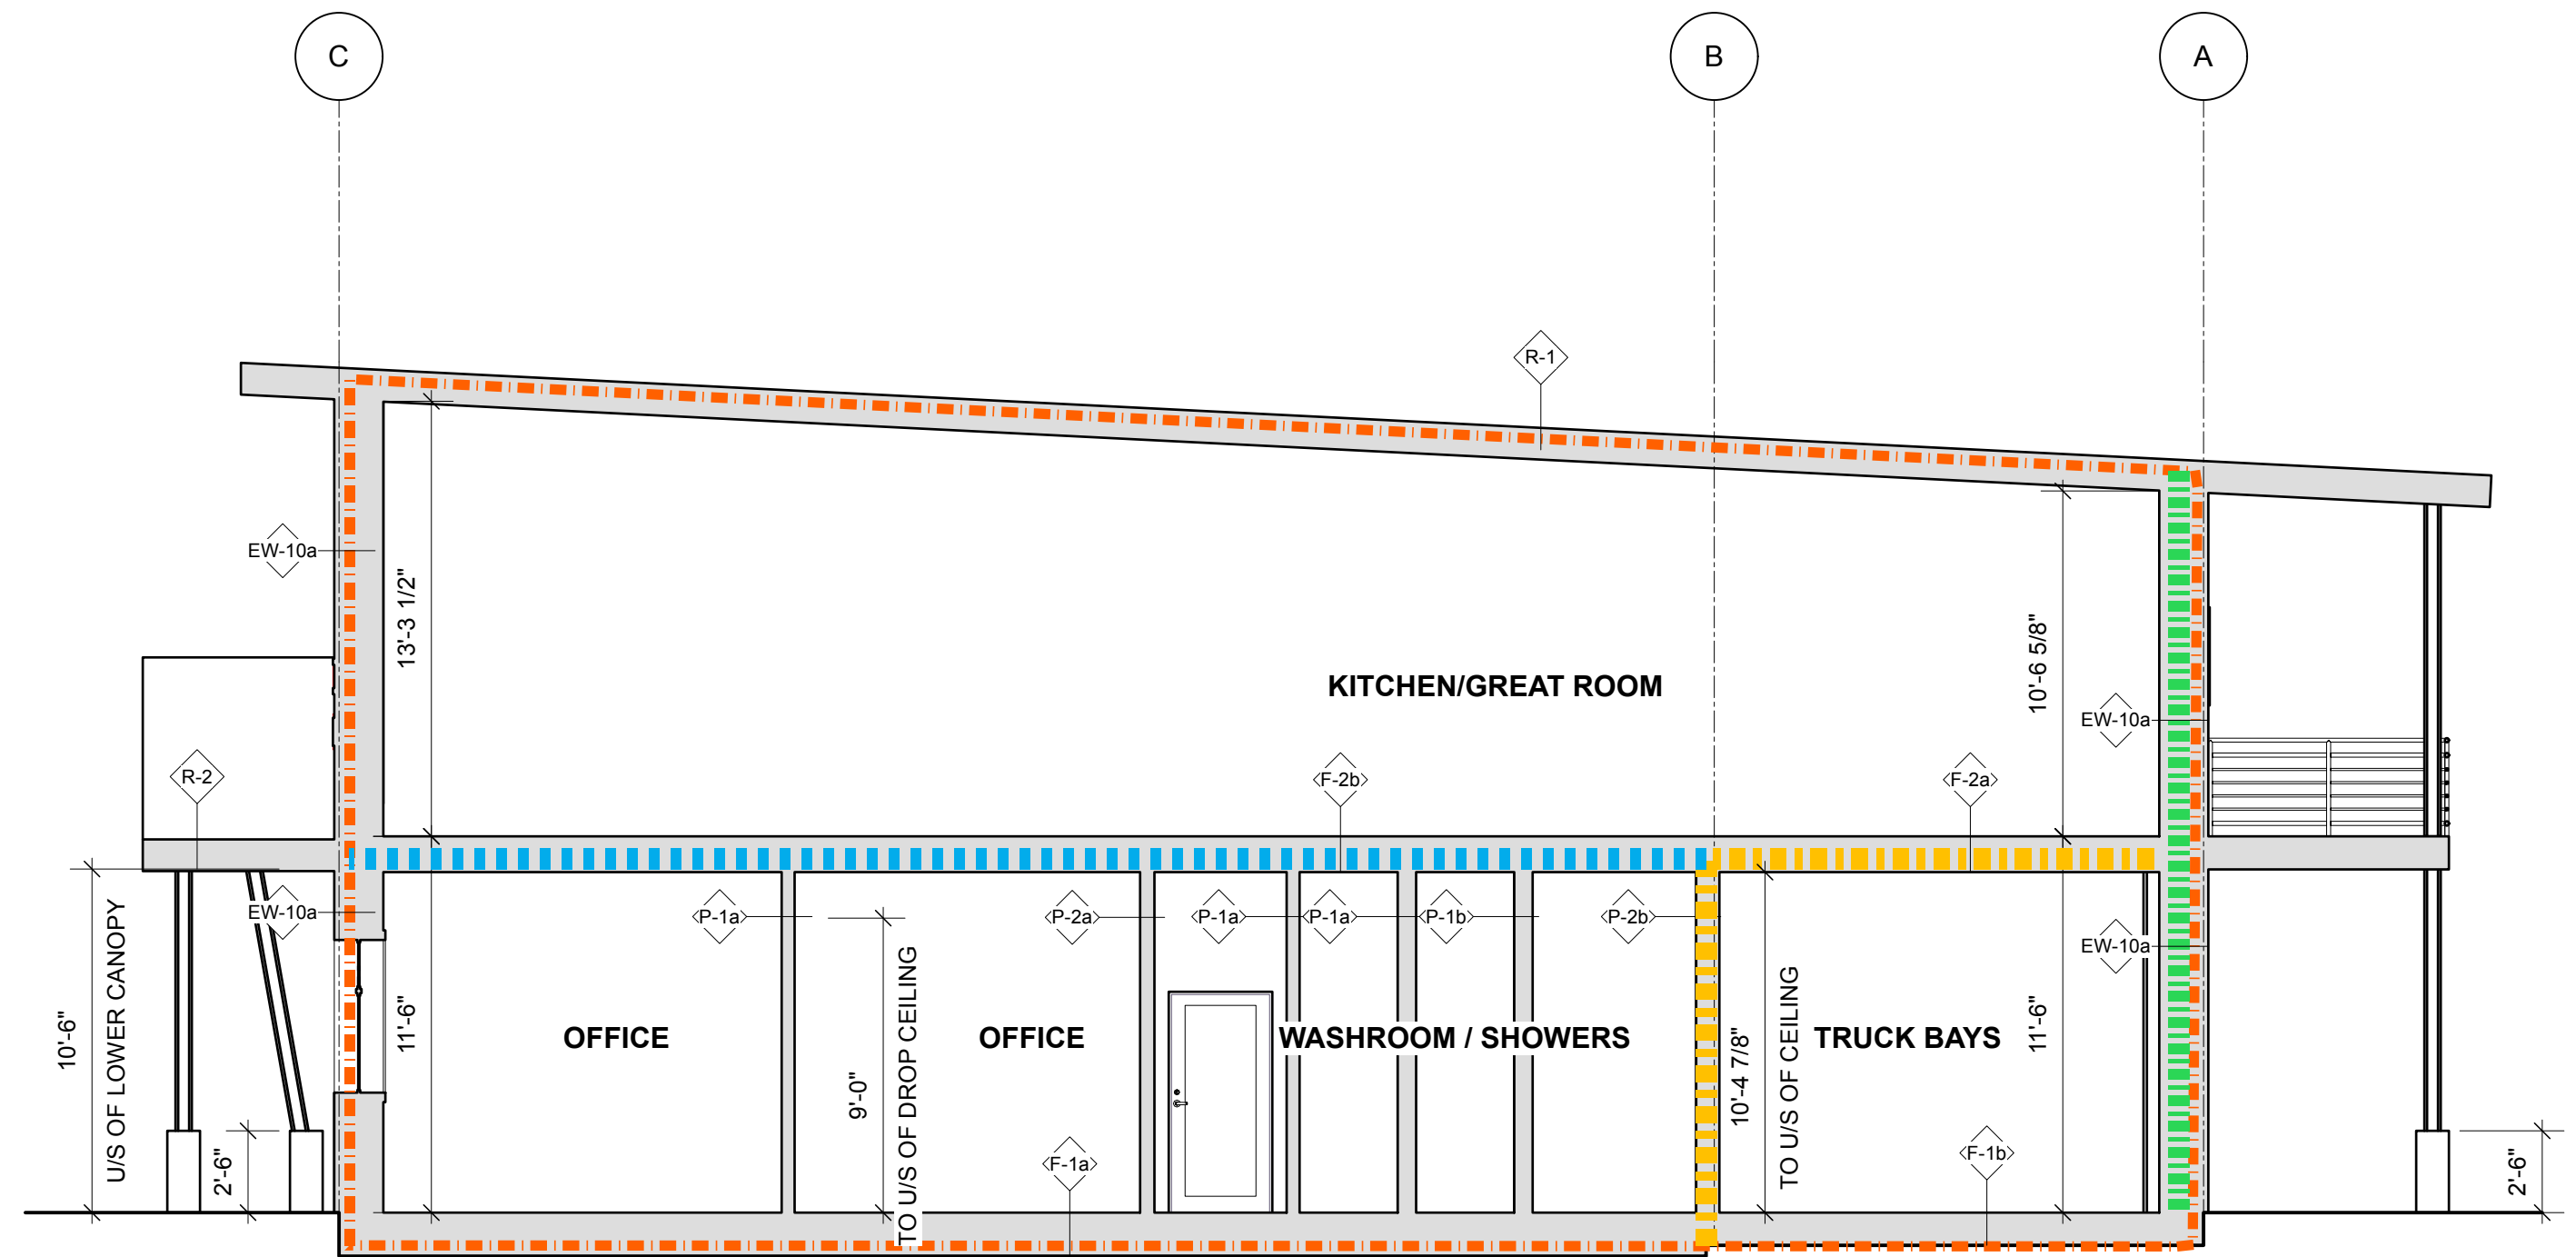 C
B
A
R-1
EW-10a
13'-3 1/2"
10'-6 5/8"
KITCHEN/GREAT ROOM
EW-10a
R-2
F-2b
F-2a
EW-10a
P-1a
P-2a
P-1a
P-1a
P-1b
P-2b
EW-10a
10'-6"
U/S OF LOWER CANOPY
2'-6"
11'-6"
OFFICE
9'-0"
TO U/S OF DROP CEILING
OFFICE
WASHROOM / SHOWERS
10'-4 7/8"
TO U/S OF CEILING
TRUCK BAYS
11'-6"
F-1a
F-1b
2'-6"